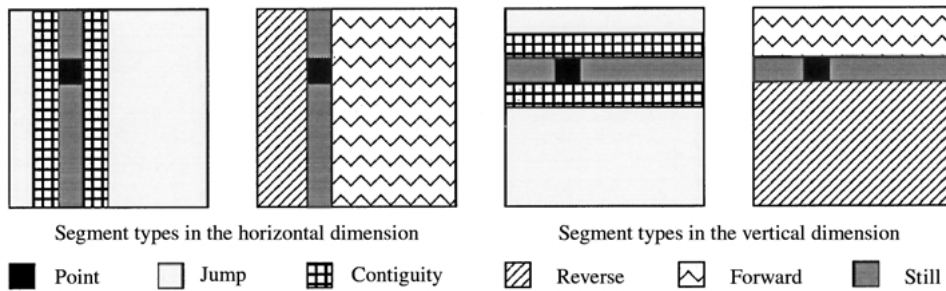 Segment types in the horizontal dimension
Segment types in the vertical dimension
Point
Jump
Contiguity
Reverse
Forward
Still